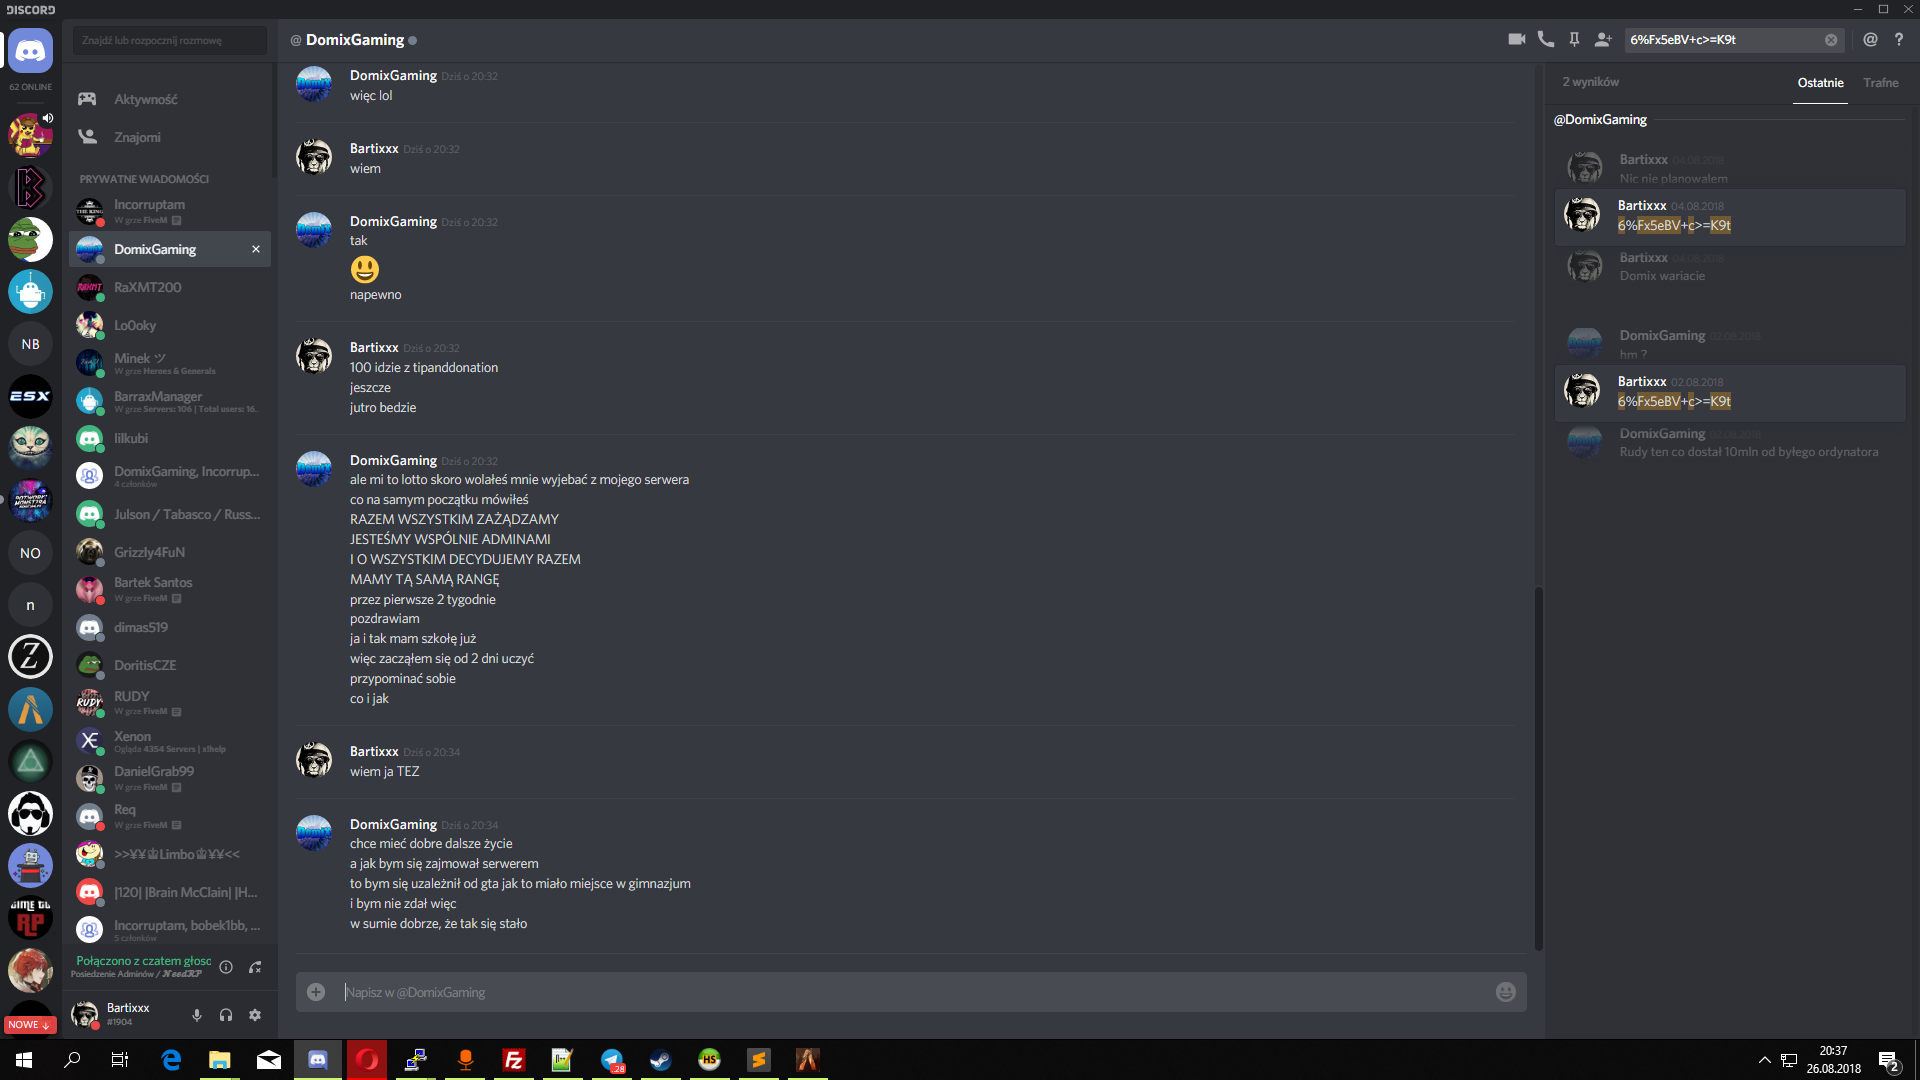 DISCORD
62 ONLINE
NB
ESX
NO
n
Z
RP
NOWE ↓
Znajdź lub rozpocznij rozmowę
Aktywność
Znajomi
PRYWATNE WIADOMOŚCI
Incorruptam
W grze FiveM
DomixGaming
RaXMT200
Lo0oky
Minek ツ
W grze Heroes & Generals
BarraxManager
W grze Servers: 106 | Total users: 16...
lilkubi
DomixGaming, Incorrup...
4 członków
Julson / Tabasco / Russ...
Grizzly4FuN
Bartek Santos
W grze FiveM
dimas519
DoritisCZE
RUDY
W grze FiveM
Xenon
Ogląda 4354 Servers | x!help
DanielGrab99
W grze FiveM
Req
W grze FiveM
>>¥¥♔Limbo♔¥¥<<
|120| |Brain McClain| |H...
Incorruptam, bobek1bb, ...
5 członków
Połączono z czatem głosc
Posiedzenie Adminów / NeedRP
Bartixxx
#1904
@ DomixGaming
DomixGaming Dziś o 20:32
więc lol
Bartixxx Dziś o 20:32
wiem
DomixGaming Dziś o 20:32
tak
😃
napewno
Bartixxx Dziś o 20:32
100 idzie z tipanddonation
jeszcze
jutro bedzie
DomixGaming Dziś o 20:32
ale mi to lotto skoro wolałeś mnie wyjebać z mojego serwera
co na samym początku mówiłeś
RAZEM WSZYSTKIM ZAŻĄDZAMY
JESTEŚMY WSPÓLNIE ADMINAMI
I O WSZYSTKIM DECYDUJEMY RAZEM
MAMY TĄ SAMĄ RANGĘ
przez pierwsze 2 tygodnie
pozdrawiam
ja i tak mam szkołę już
więc zacząłem się od 2 dni uczyć
przypominać sobie
co i jak
Bartixxx Dziś o 20:34
wiem ja TEZ
DomixGaming Dziś o 20:34
chce mieć dobre dalsze życie
a jak bym się zajmował serwerem
to bym się uzależnił od gta jak to miało miejsce w gimnazjum
i bym nie zdał więc
w sumie dobrze, że tak się stało
Napisz w @DomixGaming
6%Fx5eBV+c>=K9t
2 wyników
Ostatnie
Trafne
@DomixGaming
Bartixxx 04.08.2018
Nic nie planowalem
Bartixxx 04.08.2018
6%Fx5eBV+c>=K9t
Bartixxx 04.08.2018
Domix wariacie
DomixGaming 02.08.2018
hm ?
Bartixxx 02.08.2018
6%Fx5eBV+c>=K9t
DomixGaming 02.08.2018
Rudy ten co dostał 10mln od byłego ordynatora
28
HS
20:37
26.08.2018
2